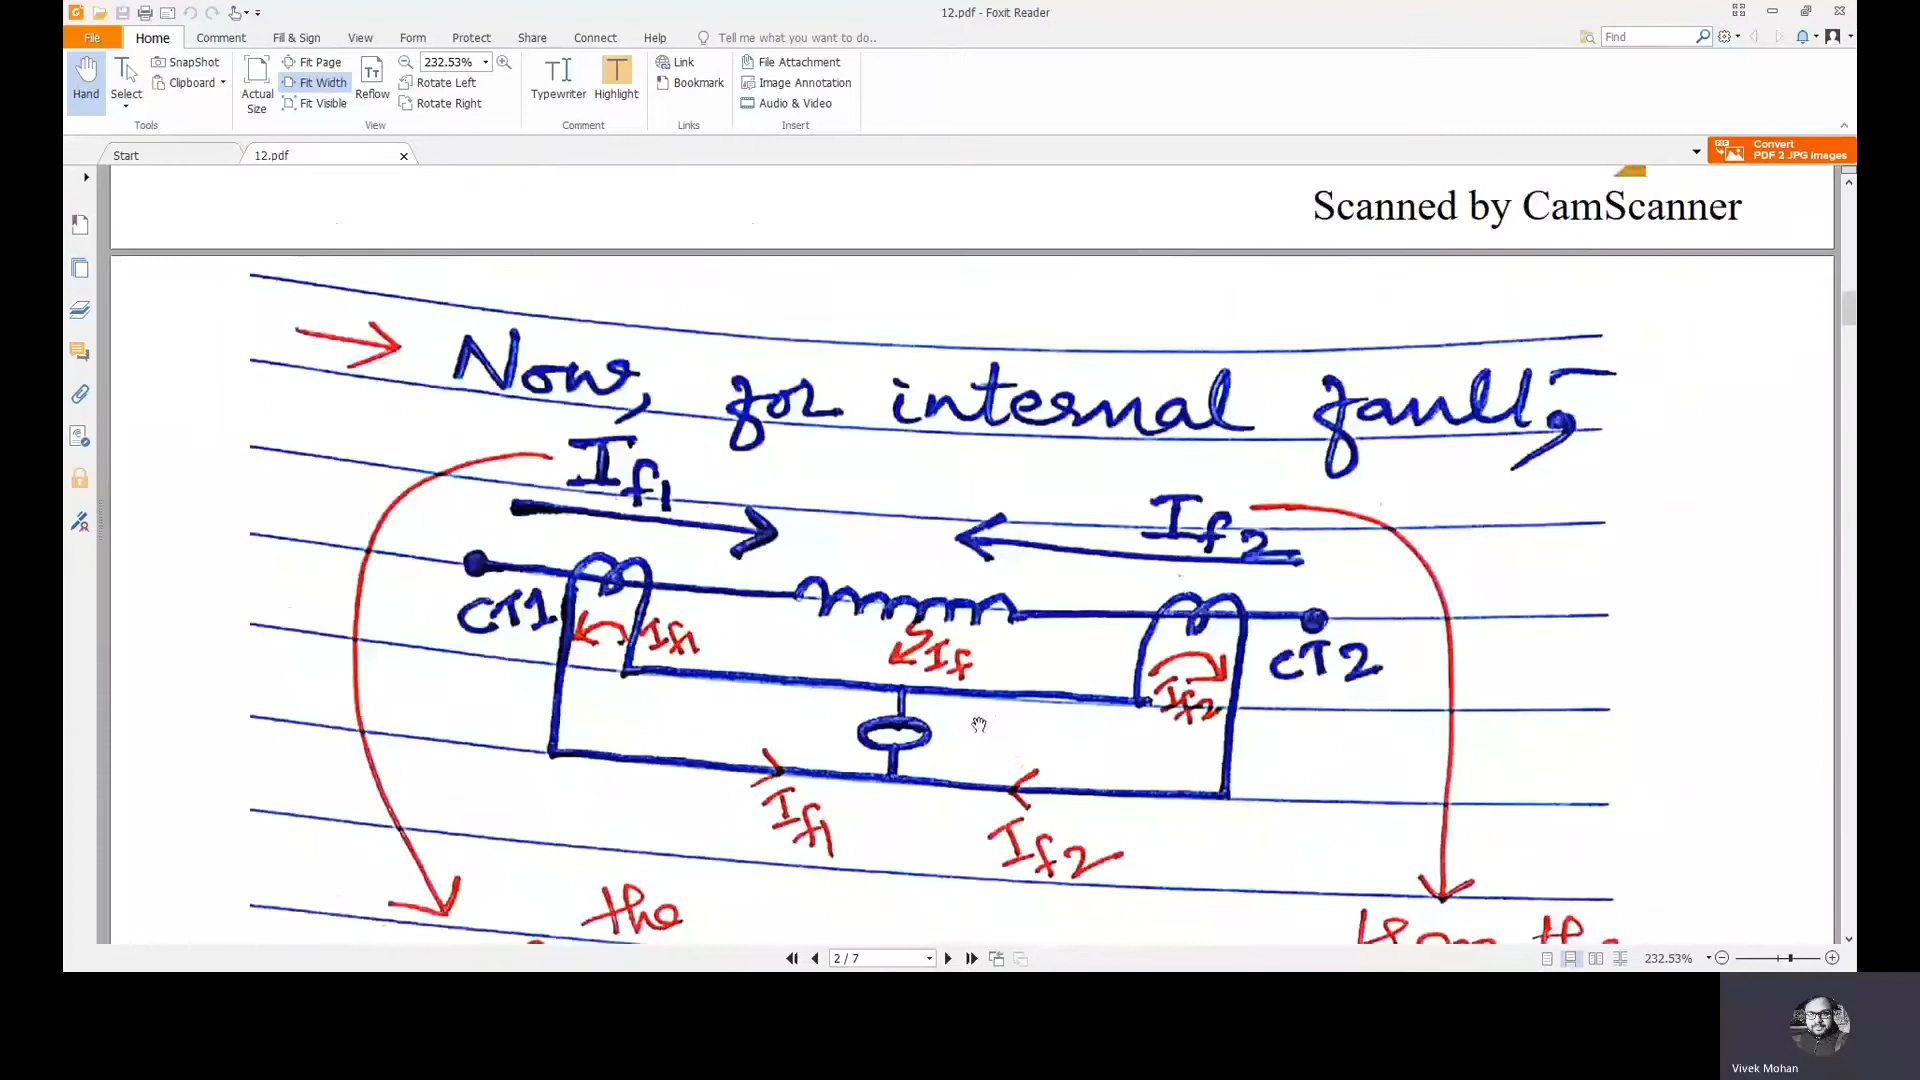 12.pdf - Foxit Reader
File Home Comment Fill & Sign View Form Protect Share Connect Help Tell me what you want to do.. Find
Hand Select SnapShot Clipboard Actual Size Fit Page Fit Width Fit Visible Reflow 232.53% Rotate Left Rotate Right Typewriter Highlight Link Bookmark File Attachment Image Annotation Audio & Video
Tools View Comment Links Insert
Start 12.pdf
Convert
PDF 2 JPG Images
Scanned by CamScanner
Now, for internal fault,
If1
If2
CT1 If1 If If2 CT2
If1 If2
the
from the
2 / 7 232.53%
Vivek Mohan